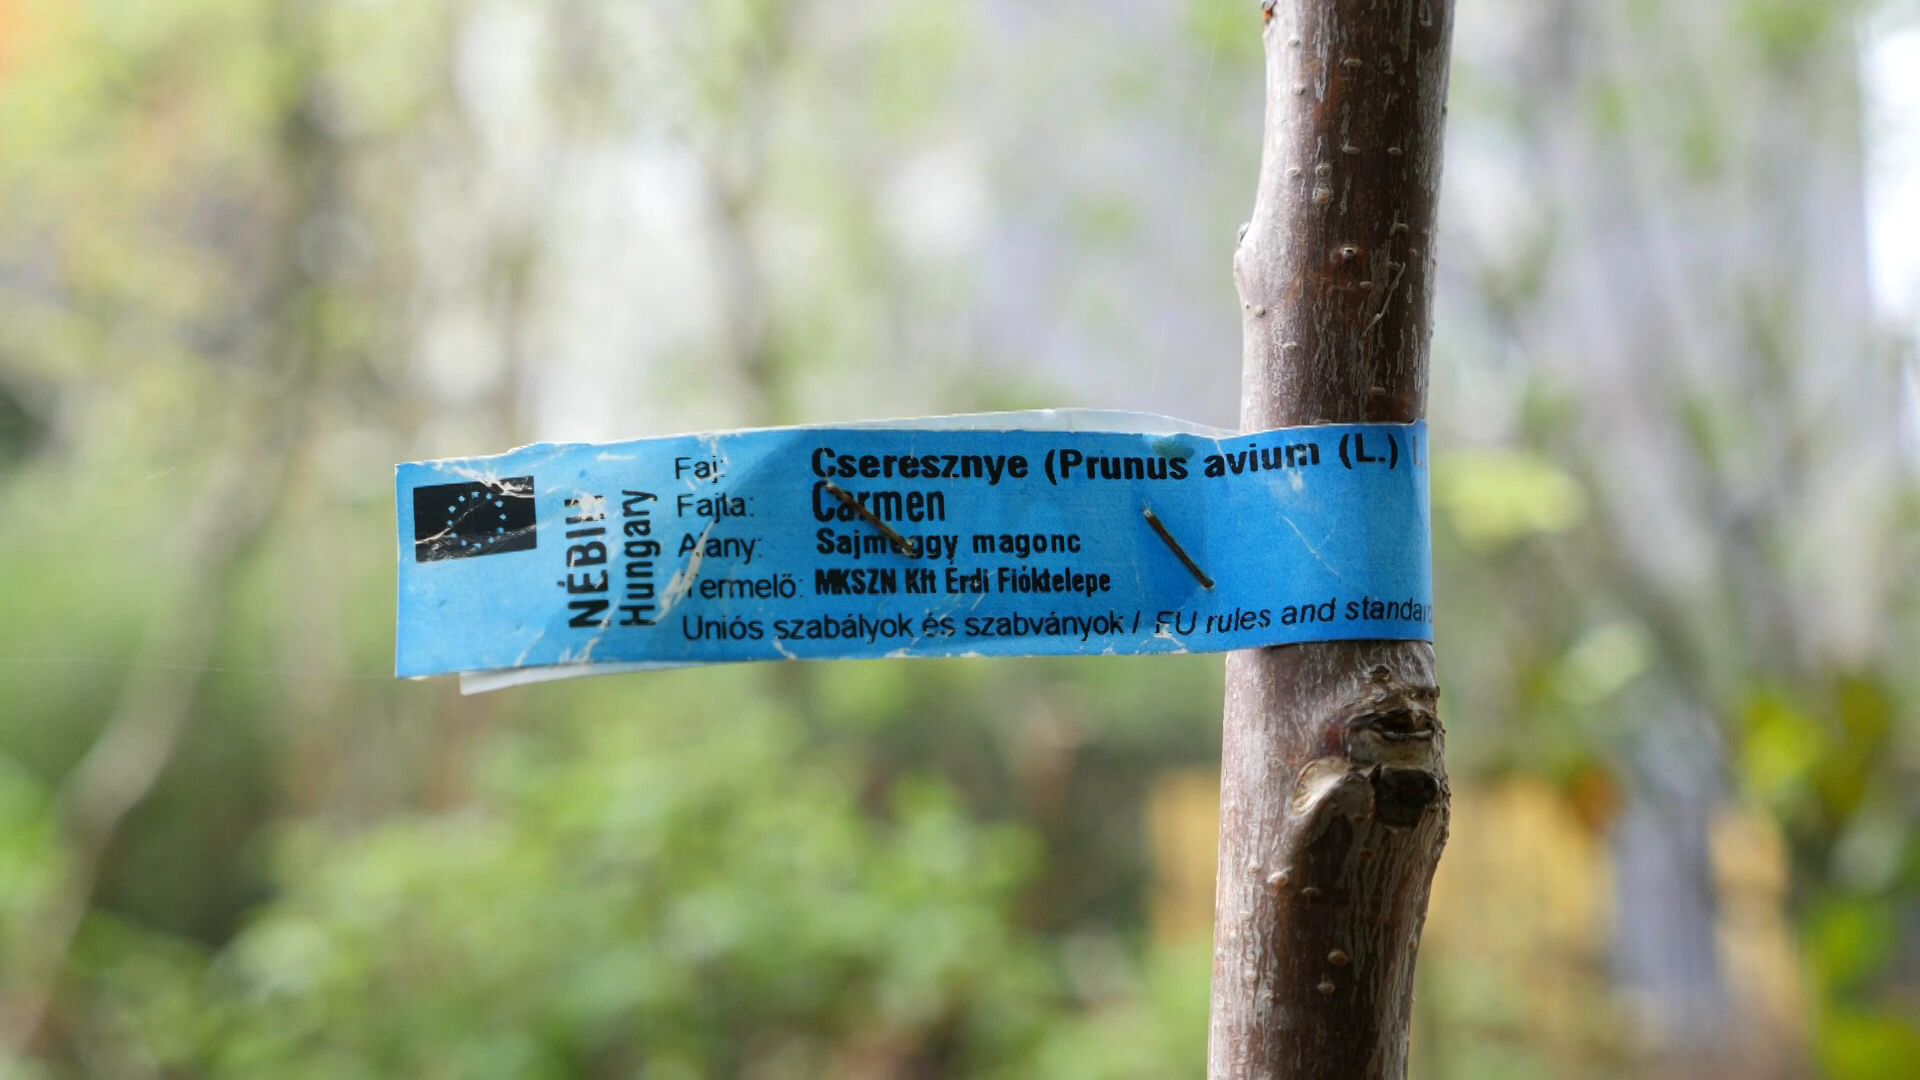 NÉBIH
Hungary
Faj: Cseresznye (Prunus avium (L.) L.
Fajta: Carmen
Alany: Sajmeggy magonc
Termelő: MKSZN Kft Érdi Fióktelepe
Uniós szabályok és szabványok / EU rules and standar